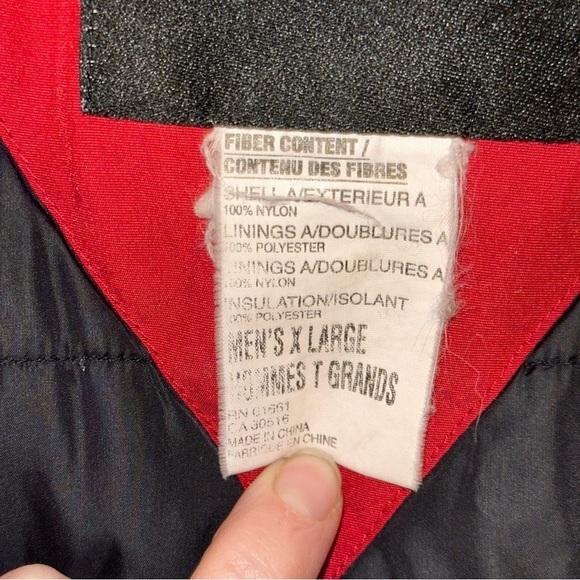 FIBER CONTENT /
CONTENU DES FIBRES
SHELL A/EXTERIEUR A
100% NYLON
LININGS A/DOUBLURES A
100% POLYESTER
LININGS A/DOUBLURES A
100% NYLON
INSULATION/ISOLANT
100% POLYESTER
MEN'S X LARGE
HOMMES T GRANDS
RN 61661
CA 30516
MADE IN CHINA
FABRIQUE EN CHINE